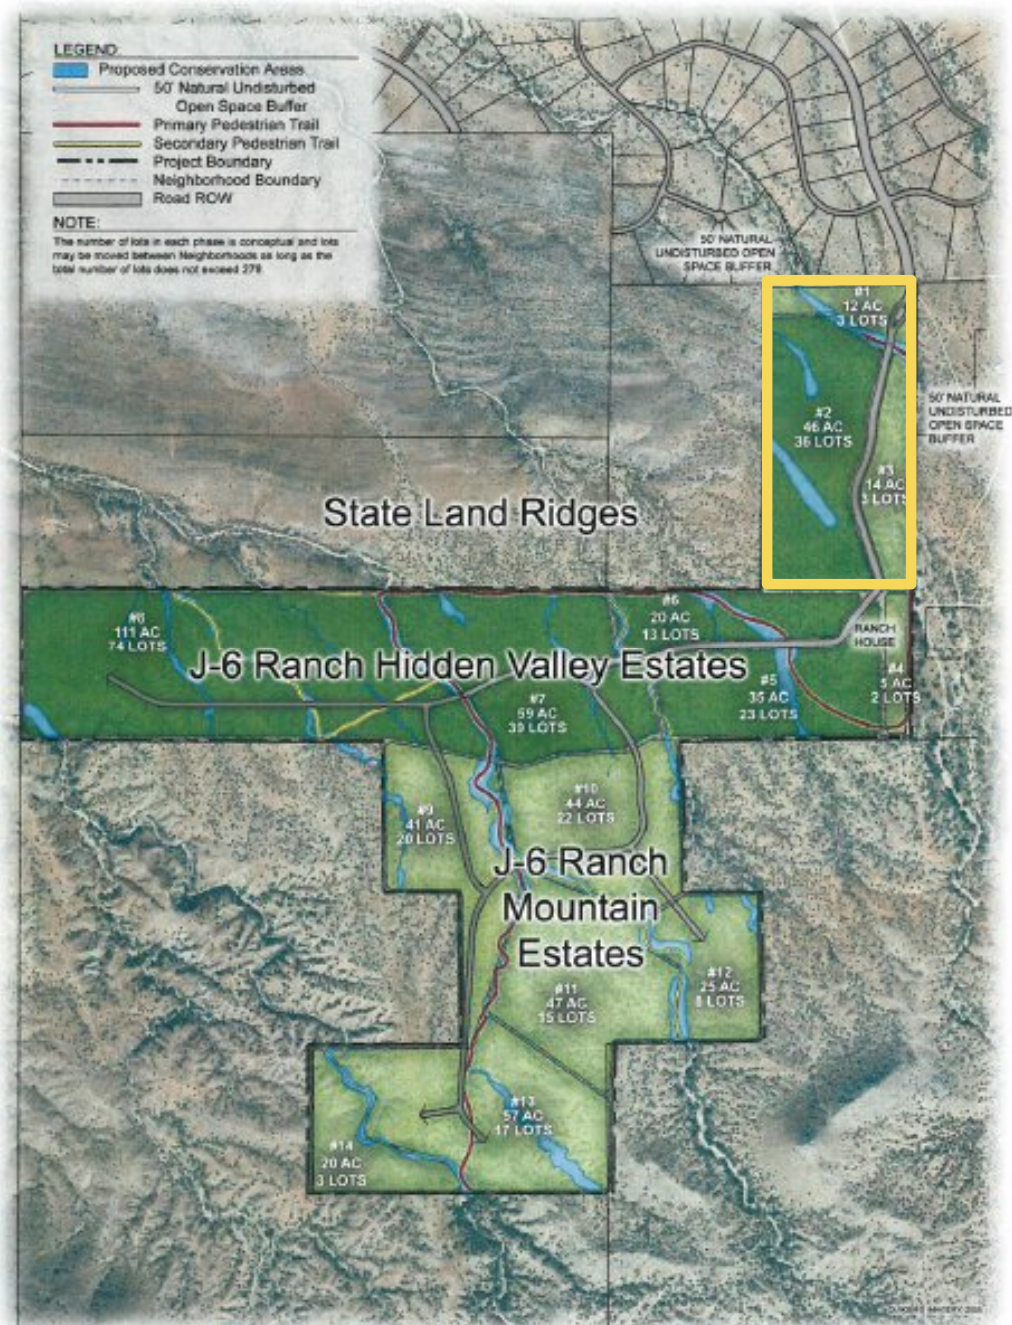 LEGEND:
Proposed Conservation Areas
50' Natural Undisturbed
Open Space Buffer
Primary Pedestrian Trail
Secondary Pedestrian Trail
Project Boundary
Neighborhood Boundary
Road ROW
NOTE:
The number of lots in each phase is conceptual and lots
may be moved between Neighborhoods as long as the
total number of lots does not exceed 278.
50' NATURAL
UNDISTURBED OPEN
SPACE BUFFER
#1
12 AC
3 LOTS
#2
46 AC
36 LOTS
50' NATURAL
UNDISTURBED
OPEN SPACE
BUFFER
#3
14 AC
3 LOTS
State Land Ridges
#6
20 AC
13 LOTS
#8
111 AC
74 LOTS
RANCH
HOUSE
J-6 Ranch Hidden Valley Estates
#4
5 AC
2 LOTS
#5
35 AC
23 LOTS
#7
59 AC
39 LOTS
#9
41 AC
20 LOTS
#10
44 AC
22 LOTS
J-6 Ranch
Mountain
Estates
#12
25 AC
8 LOTS
#11
47 AC
15 LOTS
#13
57 AC
17 LOTS
#14
20 AC
3 LOTS